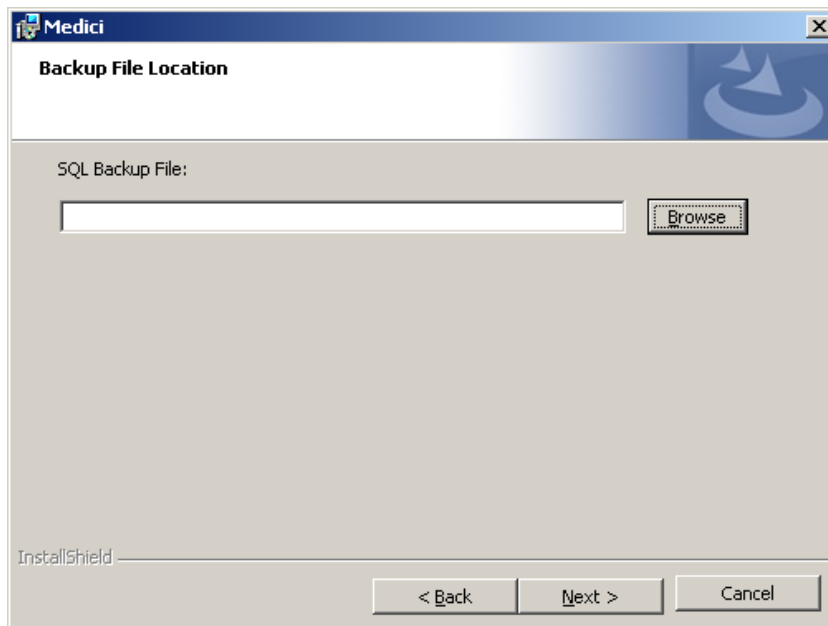 Medici
Backup File Location
SQL Backup File:
Browse
InstallShield
< Back Next > Cancel